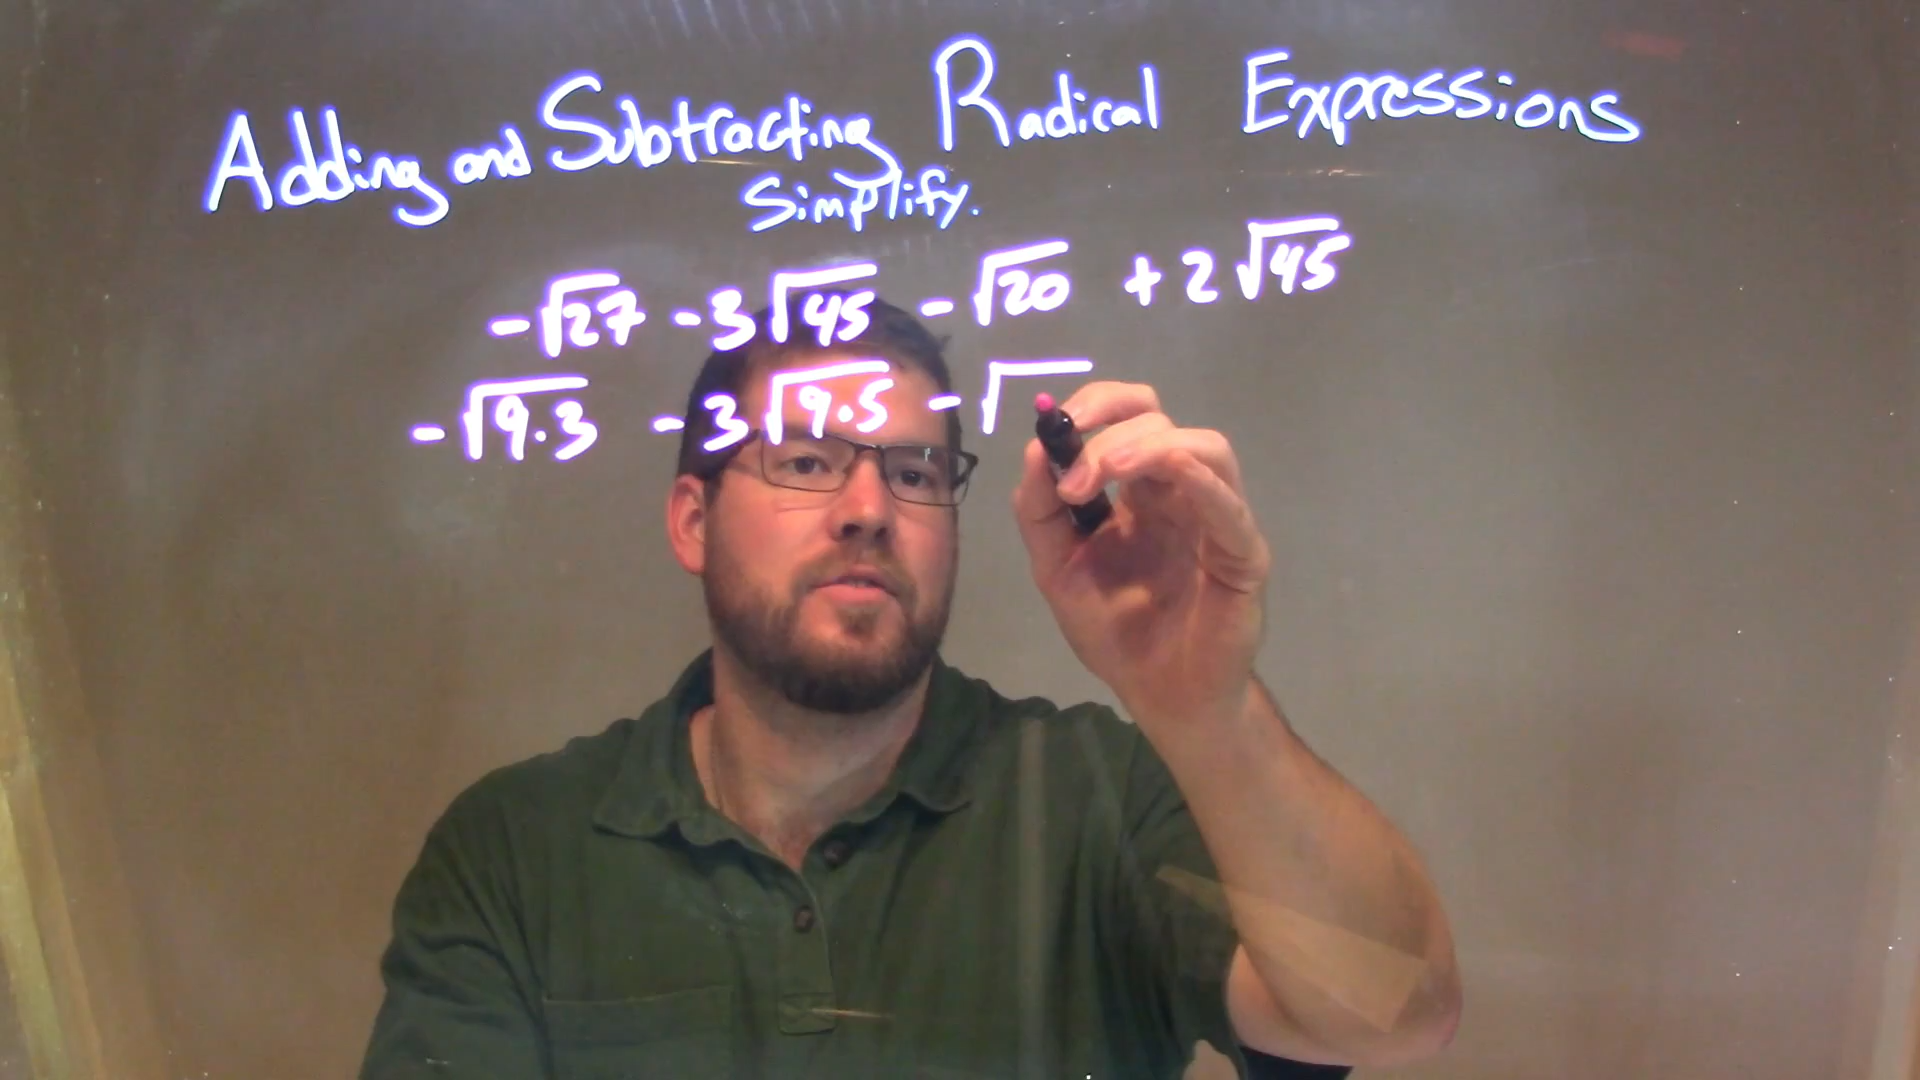 Adding and Subtracting Radical Expressions
Simplify.
-√27 -3√45 -√20 +2√45
-√9·3 -3√9·5 -√